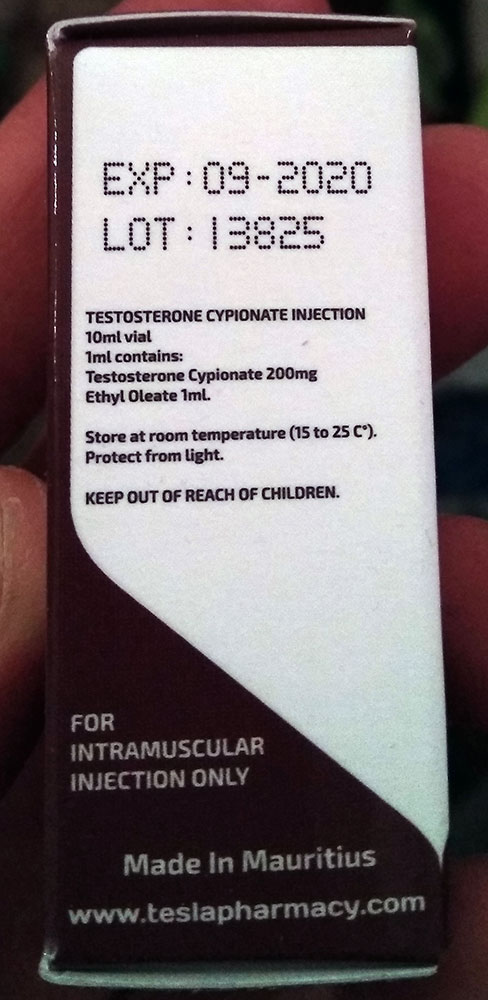 EXP:09-2020
LOT:13825
TESTOSTERONE CYPIONATE INJECTION
10ml vial
1ml contains:
Testosterone Cypionate 200mg
Ethyl Oleate 1ml.
Store at room temperature (15 to 25 C°).
Protect from light.
KEEP OUT OF REACH OF CHILDREN.
FOR
INTRAMUSCULAR
INJECTION ONLY
Made In Mauritius
www.teslapharmacy.com